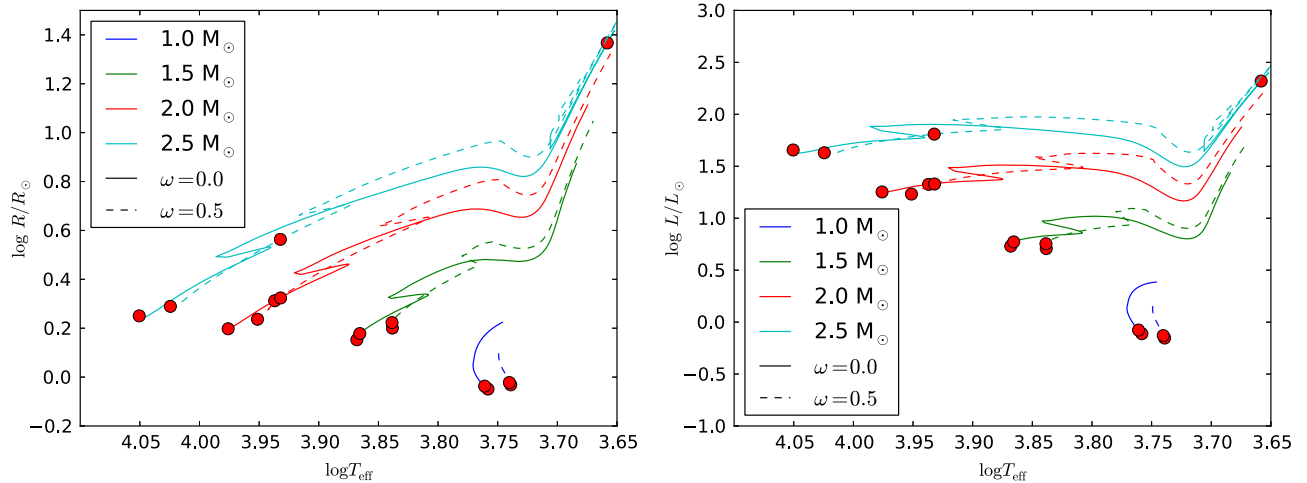 1.4
1.2
1.0
0.8
0.6
0.4
0.2
0.0
−0.2
log R/R⊙
4.05 4.00 3.95 3.90 3.85 3.80 3.75 3.70 3.65
logT_eff
1.0 M⊙
1.5 M⊙
2.0 M⊙
2.5 M⊙
ω=0.0
ω=0.5
3.0
2.5
2.0
1.5
1.0
0.5
0.0
−0.5
−1.0
log L/L⊙
4.05 4.00 3.95 3.90 3.85 3.80 3.75 3.70 3.65
logT_eff
1.0 M⊙
1.5 M⊙
2.0 M⊙
2.5 M⊙
ω=0.0
ω=0.5